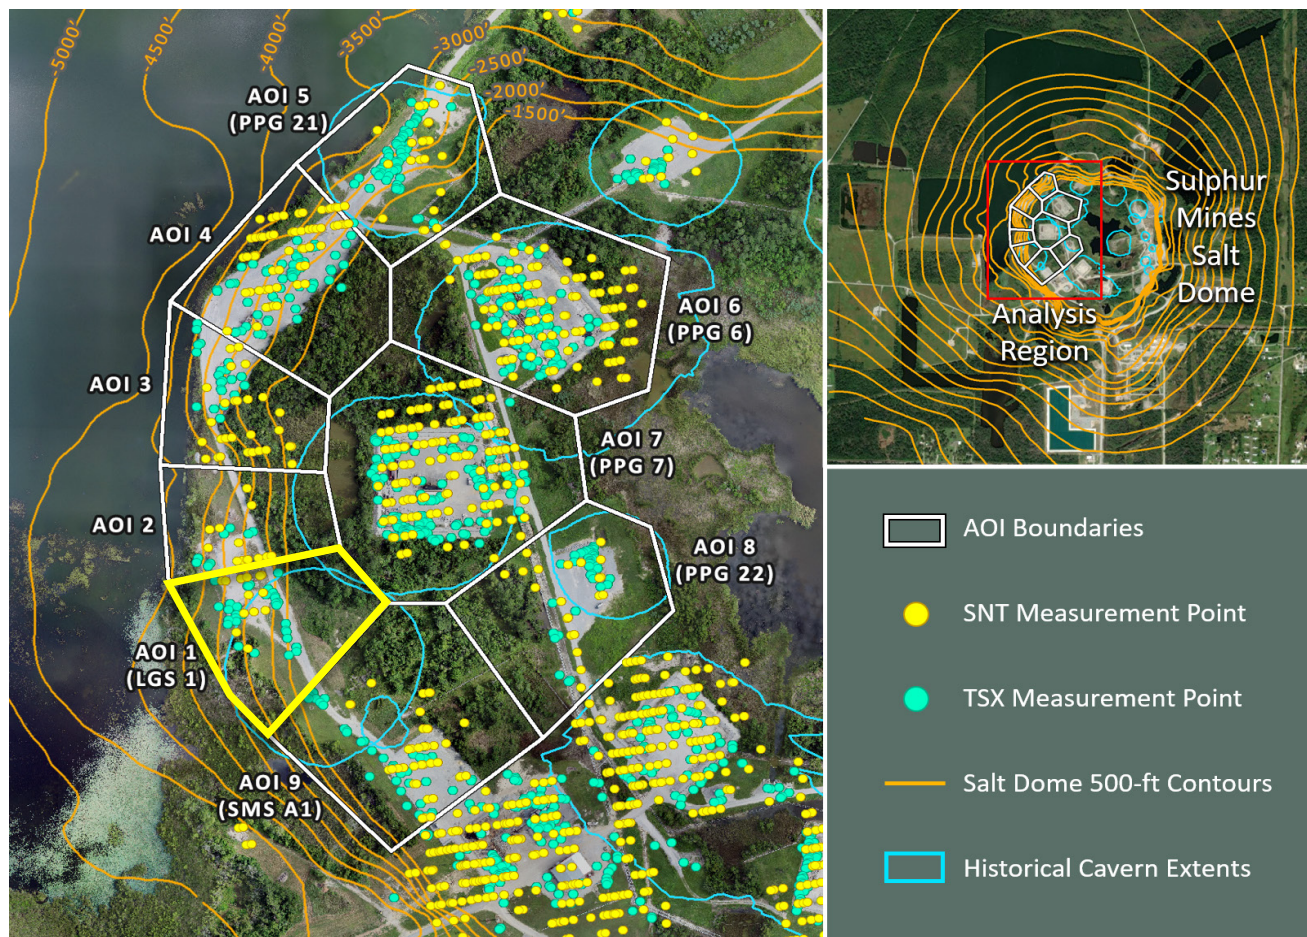 -5000’
-4500’
-4000’
-3500’
-3000’
-2500’
-2000’
-1500’
AOI 5
(PPG 21)
AOI 4
AOI 3
AOI 2
AOI 1
(LGS 1)
AOI 9
(SMS A1)
AOI 6
(PPG 6)
AOI 7
(PPG 7)
AOI 8
(PPG 22)
Sulphur
Mines
Salt
Dome
Analysis
Region
AOI Boundaries
SNT Measurement Point
TSX Measurement Point
Salt Dome 500-ft Contours
Historical Cavern Extents